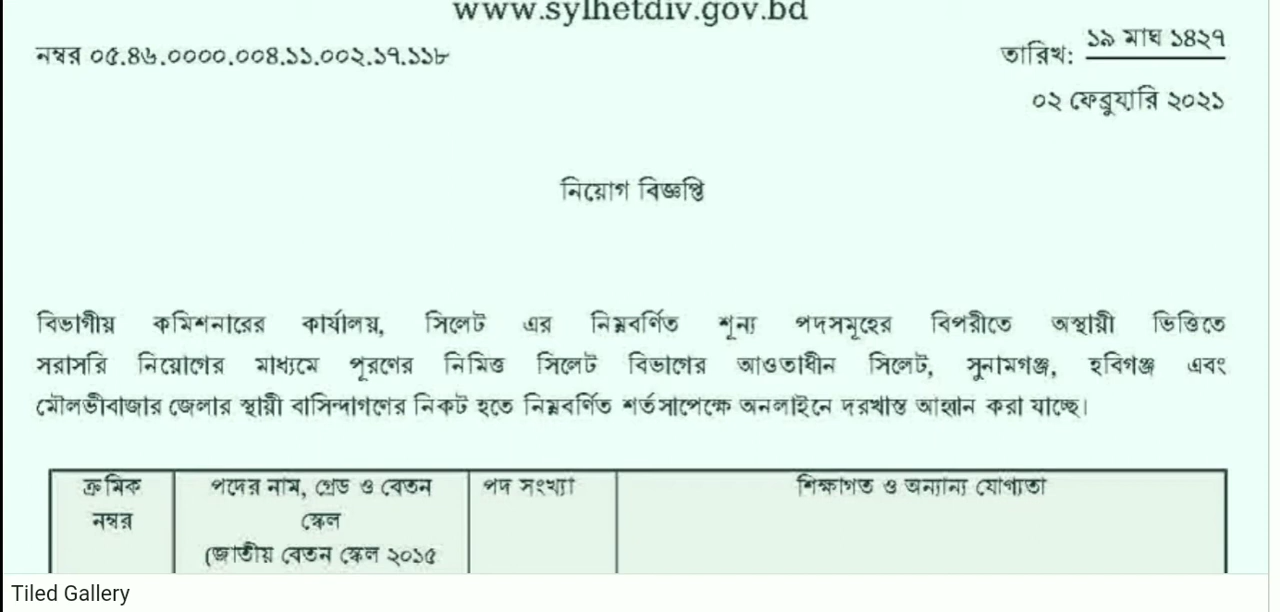 www.sylhetdiv.gov.bd
নম্বর ০৫.৪৬.০০০০.০০৪.১১.০০২.১৭.১১৮
তারিখ: ১৯ মাঘ ১৪২৭
০২ ফেব্রুয়ারি ২০২১
নিয়োগ বিজ্ঞপ্তি
বিভাগীয় কমিশনারের কার্যালয়, সিলেট এর নিম্নবর্ণিত শূন্য পদসমূহের বিপরীতে অস্থায়ী ভিত্তিতে
সরাসরি নিয়োগের মাধ্যমে পূরণের নিমিত্ত সিলেট বিভাগের আওতাধীন সিলেট, সুনামগঞ্জ, হবিগঞ্জ এবং
মৌলভীবাজার জেলার স্থায়ী বাসিন্দাগণের নিকট হতে নিম্নবর্ণিত শর্তসাপেক্ষে অনলাইনে দরখাস্ত আহ্বান করা যাচ্ছে।
ক্রমিক নম্বর
পদের নাম, গ্রেড ও বেতন
স্কেল
(জাতীয় বেতন স্কেল ২০১৫
পদ সংখ্যা
শিক্ষাগত ও অন্যান্য যোগ্যতা
Tiled Gallery